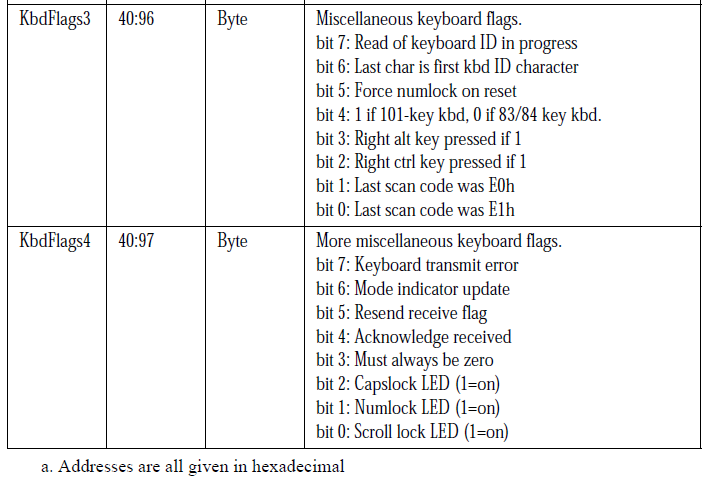 KbdFlags3 40:96 Byte Miscellaneous keyboard flags.
bit 7: Read of keyboard ID in progress
bit 6: Last char is first kbd ID character
bit 5: Force numlock on reset
bit 4: 1 if 101-key kbd, 0 if 83/84 key kbd.
bit 3: Right alt key pressed if 1
bit 2: Right ctrl key pressed if 1
bit 1: Last scan code was E0h
bit 0: Last scan code was E1h
KbdFlags4 40:97 Byte More miscellaneous keyboard flags.
bit 7: Keyboard transmit error
bit 6: Mode indicator update
bit 5: Resend receive flag
bit 4: Acknowledge received
bit 3: Must always be zero
bit 2: Capslock LED (1=on)
bit 1: Numlock LED (1=on)
bit 0: Scroll lock LED (1=on)
a. Addresses are all given in hexadecimal